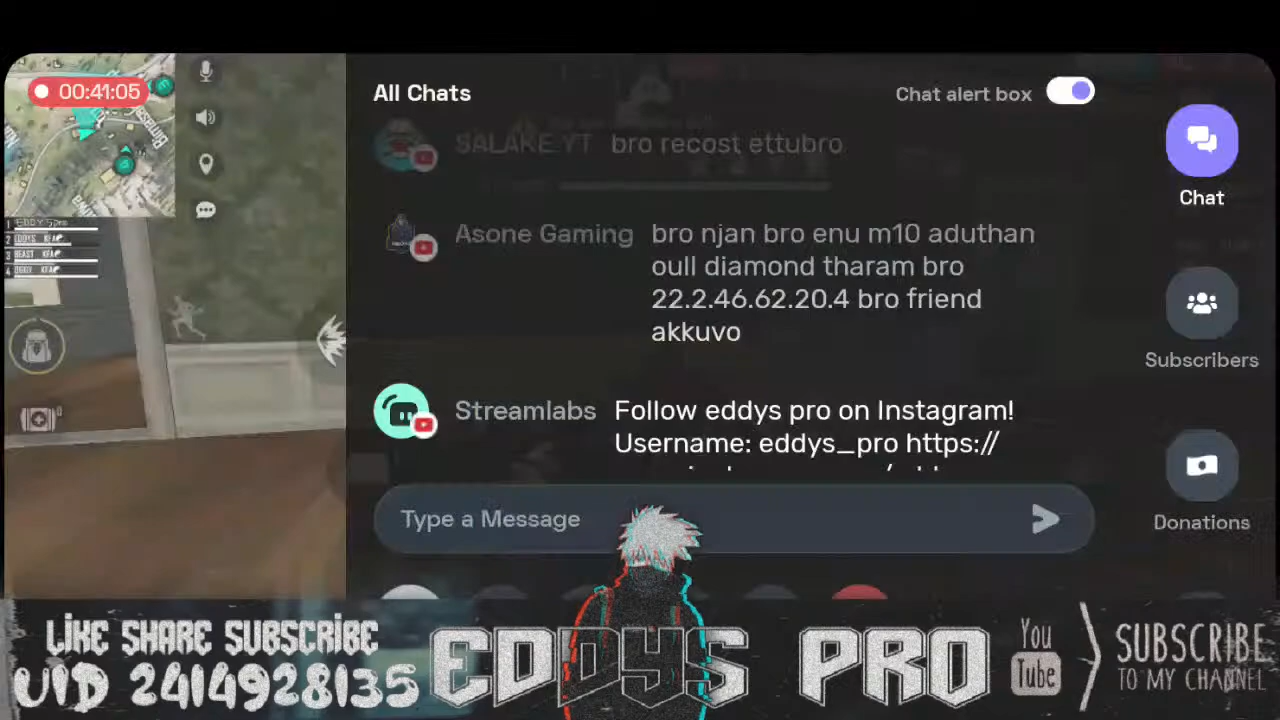 00:41:05
All Chats
Chat alert box
SALAKE YT bro recost ettubro
Asone Gaming bro njan bro enu m10 aduthan
oull diamond tharam bro
22.2.46.62.20.4 bro friend
akkuvo
Streamlabs Follow eddys pro on Instagram!
Username: eddys_pro https://
Type a Message
Chat
Subscribers
Donations
LIKE SHARE SUBSCRIBE
UID 2414928135
EDDYS PRO
You
Tube
SUBSCRIBE
TO MY CHANNEL